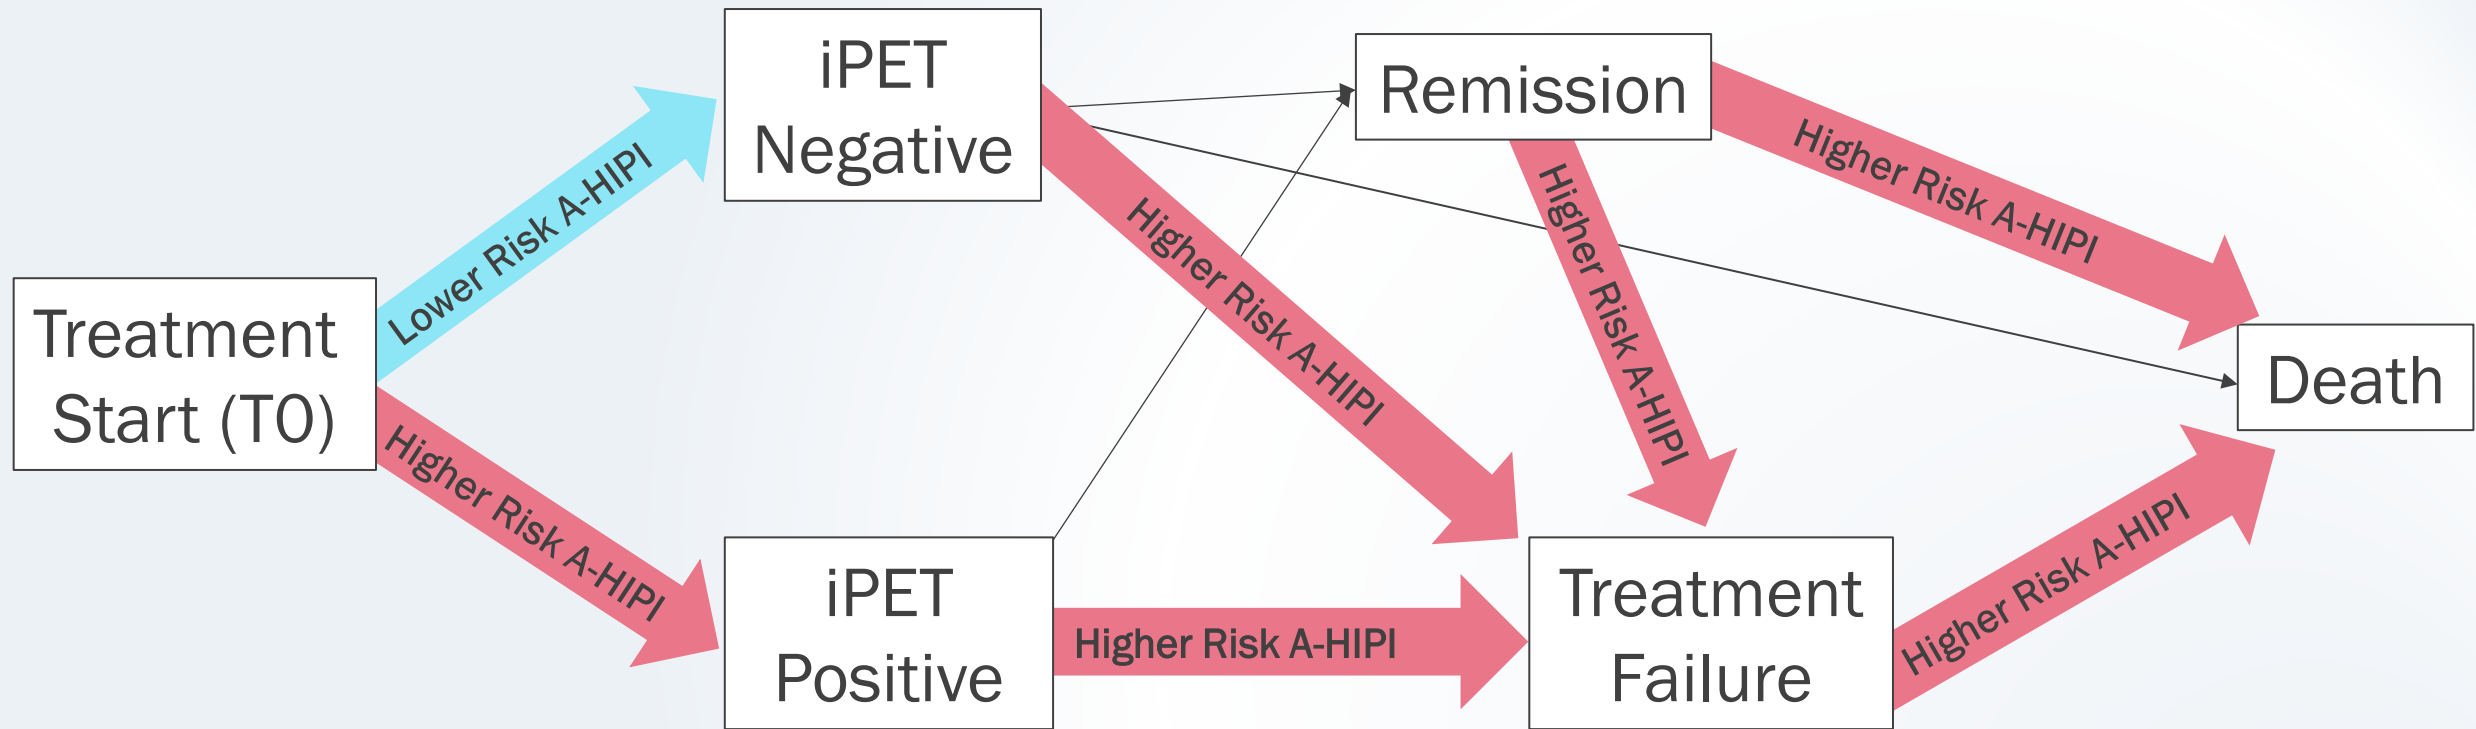 iPET
Negative
Remission
Higher Risk A-HIPI
Lower Risk A-HIPI
Higher Risk A-HIPI
Higher Risk A-HIPI
Treatment
Start (T0)
Death
Higher Risk A-HIPI
iPET
Positive
Higher Risk A-HIPI
Treatment
Failure
Higher Risk A-HIPI